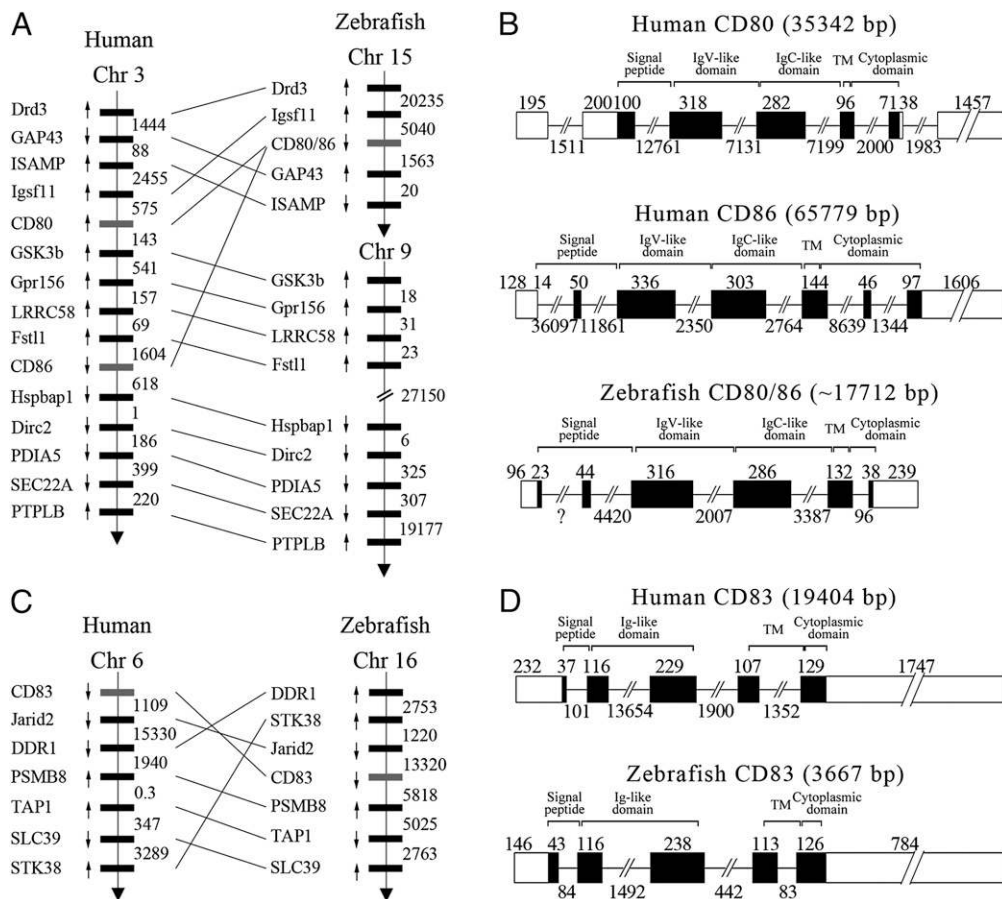 A
Human
Chr 3
Drd3
1444
GAP43
88
ISAMP
2455
Igsf11
575
CD80
143
GSK3b
541
Gpr156
157
LRRC58
69
Fstl1
1604
CD86
618
Hspbap1
1
Dirc2
186
PDIA5
399
SEC22A
220
PTPLB
Zebrafish
Chr 15
Drd3
20235
Igsf11
5040
CD80/86
1563
GAP43
20
ISAMP
Chr 9
GSK3b
18
Gpr156
31
LRRC58
23
Fstl1
27150
Hspbap1
6
Dirc2
325
PDIA5
307
SEC22A
19177
PTPLB
B
Human CD80 (35342 bp)
Signal peptide
IgV-like domain
IgC-like domain
TM
Cytoplasmic domain
195 200 100 318 282 96 7138 1457
1511 12761 7131 7199 2000 1983
Human CD86 (65779 bp)
Signal peptide
IgV-like domain
IgC-like domain
TM
Cytoplasmic domain
128 14 50 336 303 144 46 97 1606
36097 11861 2350 2764 8639 1344
Zebrafish CD80/86 (~17712 bp)
Signal peptide
IgV-like domain
IgC-like domain
TM
Cytoplasmic domain
96 23 44 316 286 132 38 239
? 4420 2007 3387 96
C
Human
Chr 6
CD83
1109
Jarid2
15330
DDR1
1940
PSMB8
0.3
TAP1
347
SLC39
3289
STK38
Zebrafish
Chr 16
DDR1
2753
STK38
1220
Jarid2
13320
CD83
5818
PSMB8
5025
TAP1
2763
SLC39
D
Human CD83 (19404 bp)
Signal peptide
Ig-like domain
TM
Cytoplasmic domain
232 37 116 229 107 129 1747
101 13654 1900 1352
Zebrafish CD83 (3667 bp)
Signal peptide
Ig-like domain
TM
Cytoplasmic domain
146 43 116 238 113 126 784
84 1492 442 83